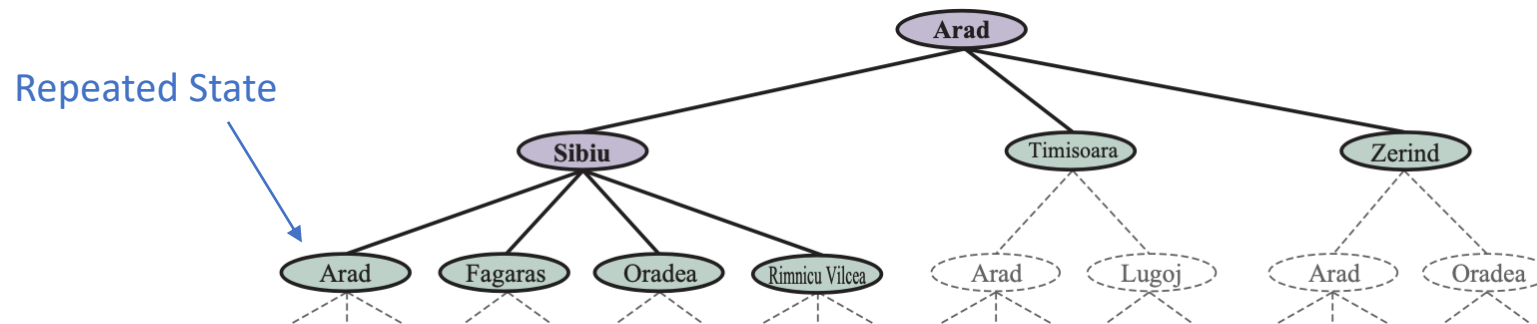 Arad
Repeated State
Sibiu
Timisoara
Zerind
Arad
Fagaras
Oradea
Rimnicu Vilcea
Arad
Lugoj
Arad
Oradea